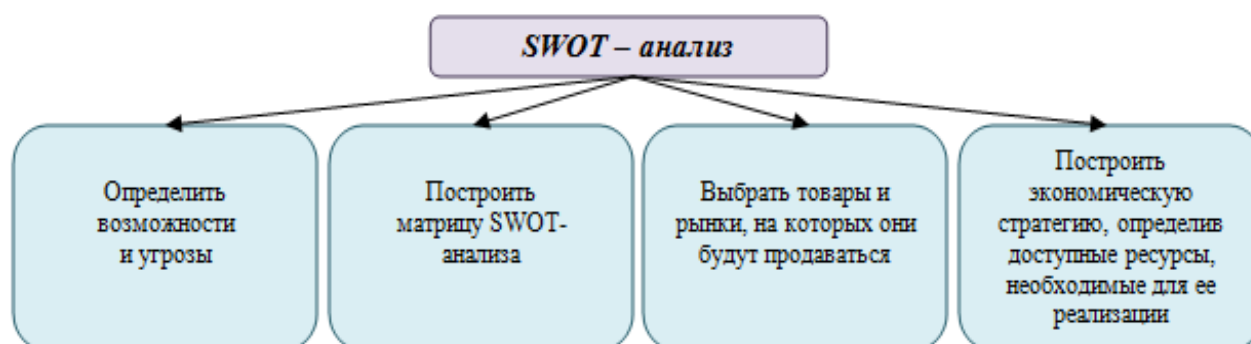 SWOT – анализ
Определить
возможности
и угрозы
Построить
матрицу SWOT-
анализа
Выбрать товары и
рынки, на которых они
будут продаваться
Построить
экономическую
стратегию, определив
доступные ресурсы,
необходимые для ее
реализации